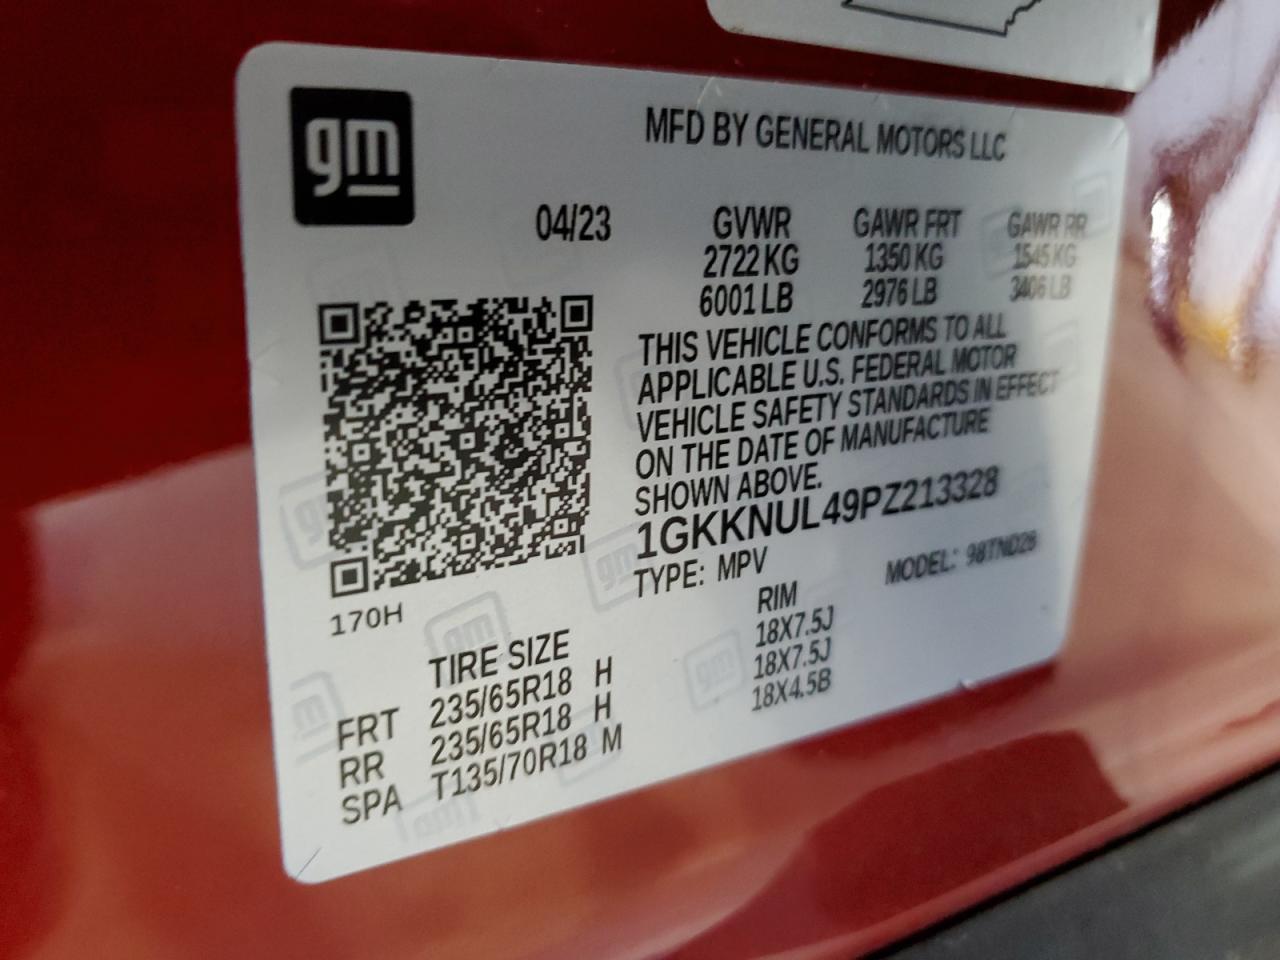 gm
MFD BY GENERAL MOTORS LLC
04/23 GVWR GAWR FRT GAWR RR
2722 KG 1350 KG 1545 KG
6001 LB 2976 LB 3406 LB
THIS VEHICLE CONFORMS TO ALL
APPLICABLE U.S. FEDERAL MOTOR
VEHICLE SAFETY STANDARDS IN EFFECT
ON THE DATE OF MANUFACTURE
SHOWN ABOVE.
1GKKNUL49PZ213328
TYPE: MPV MODEL: 98TND26
170H
TIRE SIZE RIM
FRT 235/65R18 H 18X7.5J
RR 235/65R18 H 18X7.5J
SPA T135/70R18 M 18X4.5B